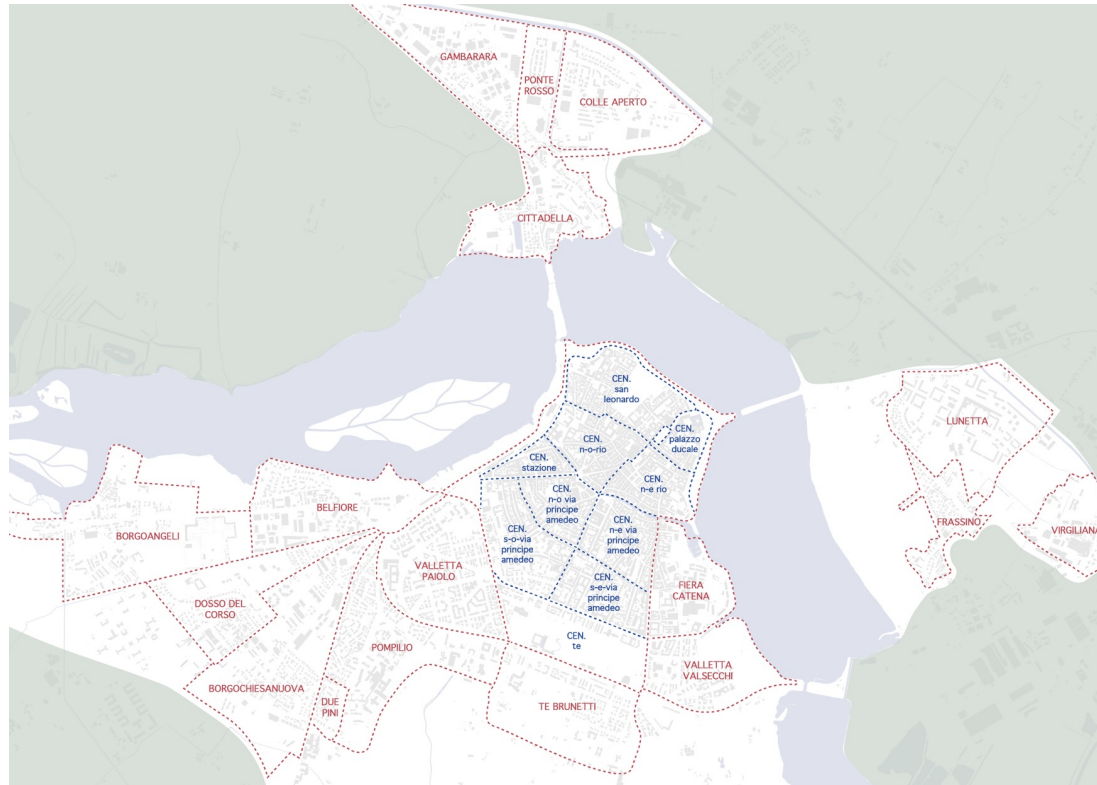 GAMBARARA
PONTE
ROSSO
COLLE APERTO
CITTADELLA
CEN.
san
leonardo
CEN.
n-o-rio
CEN.
palazzo
ducale
CEN.
stazione
CEN.
n-e rio
CEN.
n-o via
principe
amedeo
CEN.
s-o-via
principe
amedeo
CEN.
n-e via
principe
amedeo
CEN.
s-e-via
principe
amedeo
CEN.
te
LUNETTA
FRASSINO
VIRGILIANA
BELFIORE
BORGOANGELI
VALLETTA
PAIOLO
FIERA
CATENA
DOSSO DEL
CORSO
POMPILIO
VALLETTA
VALSECCHI
BORGOCHIESANUOVA
DUE
PINI
TE BRUNETTI